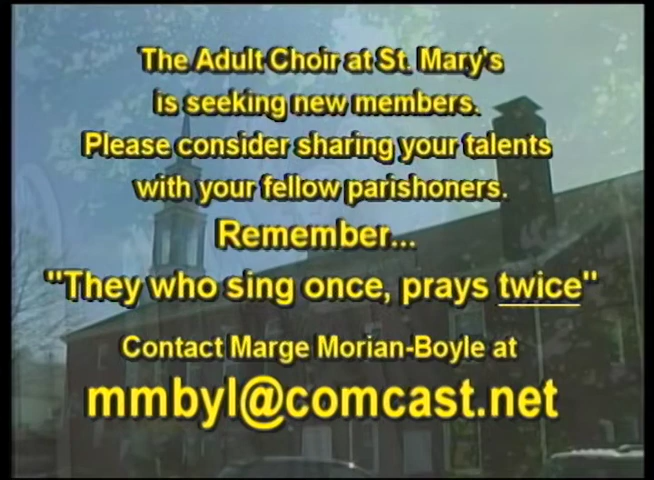 The Adult Choir at St. Mary's
is seeking new members.
Please consider sharing your talents
with your fellow parishoners.
Remember...
"They who sing once, prays twice"
Contact Marge Morian-Boyle at
mmbyl@comcast.net